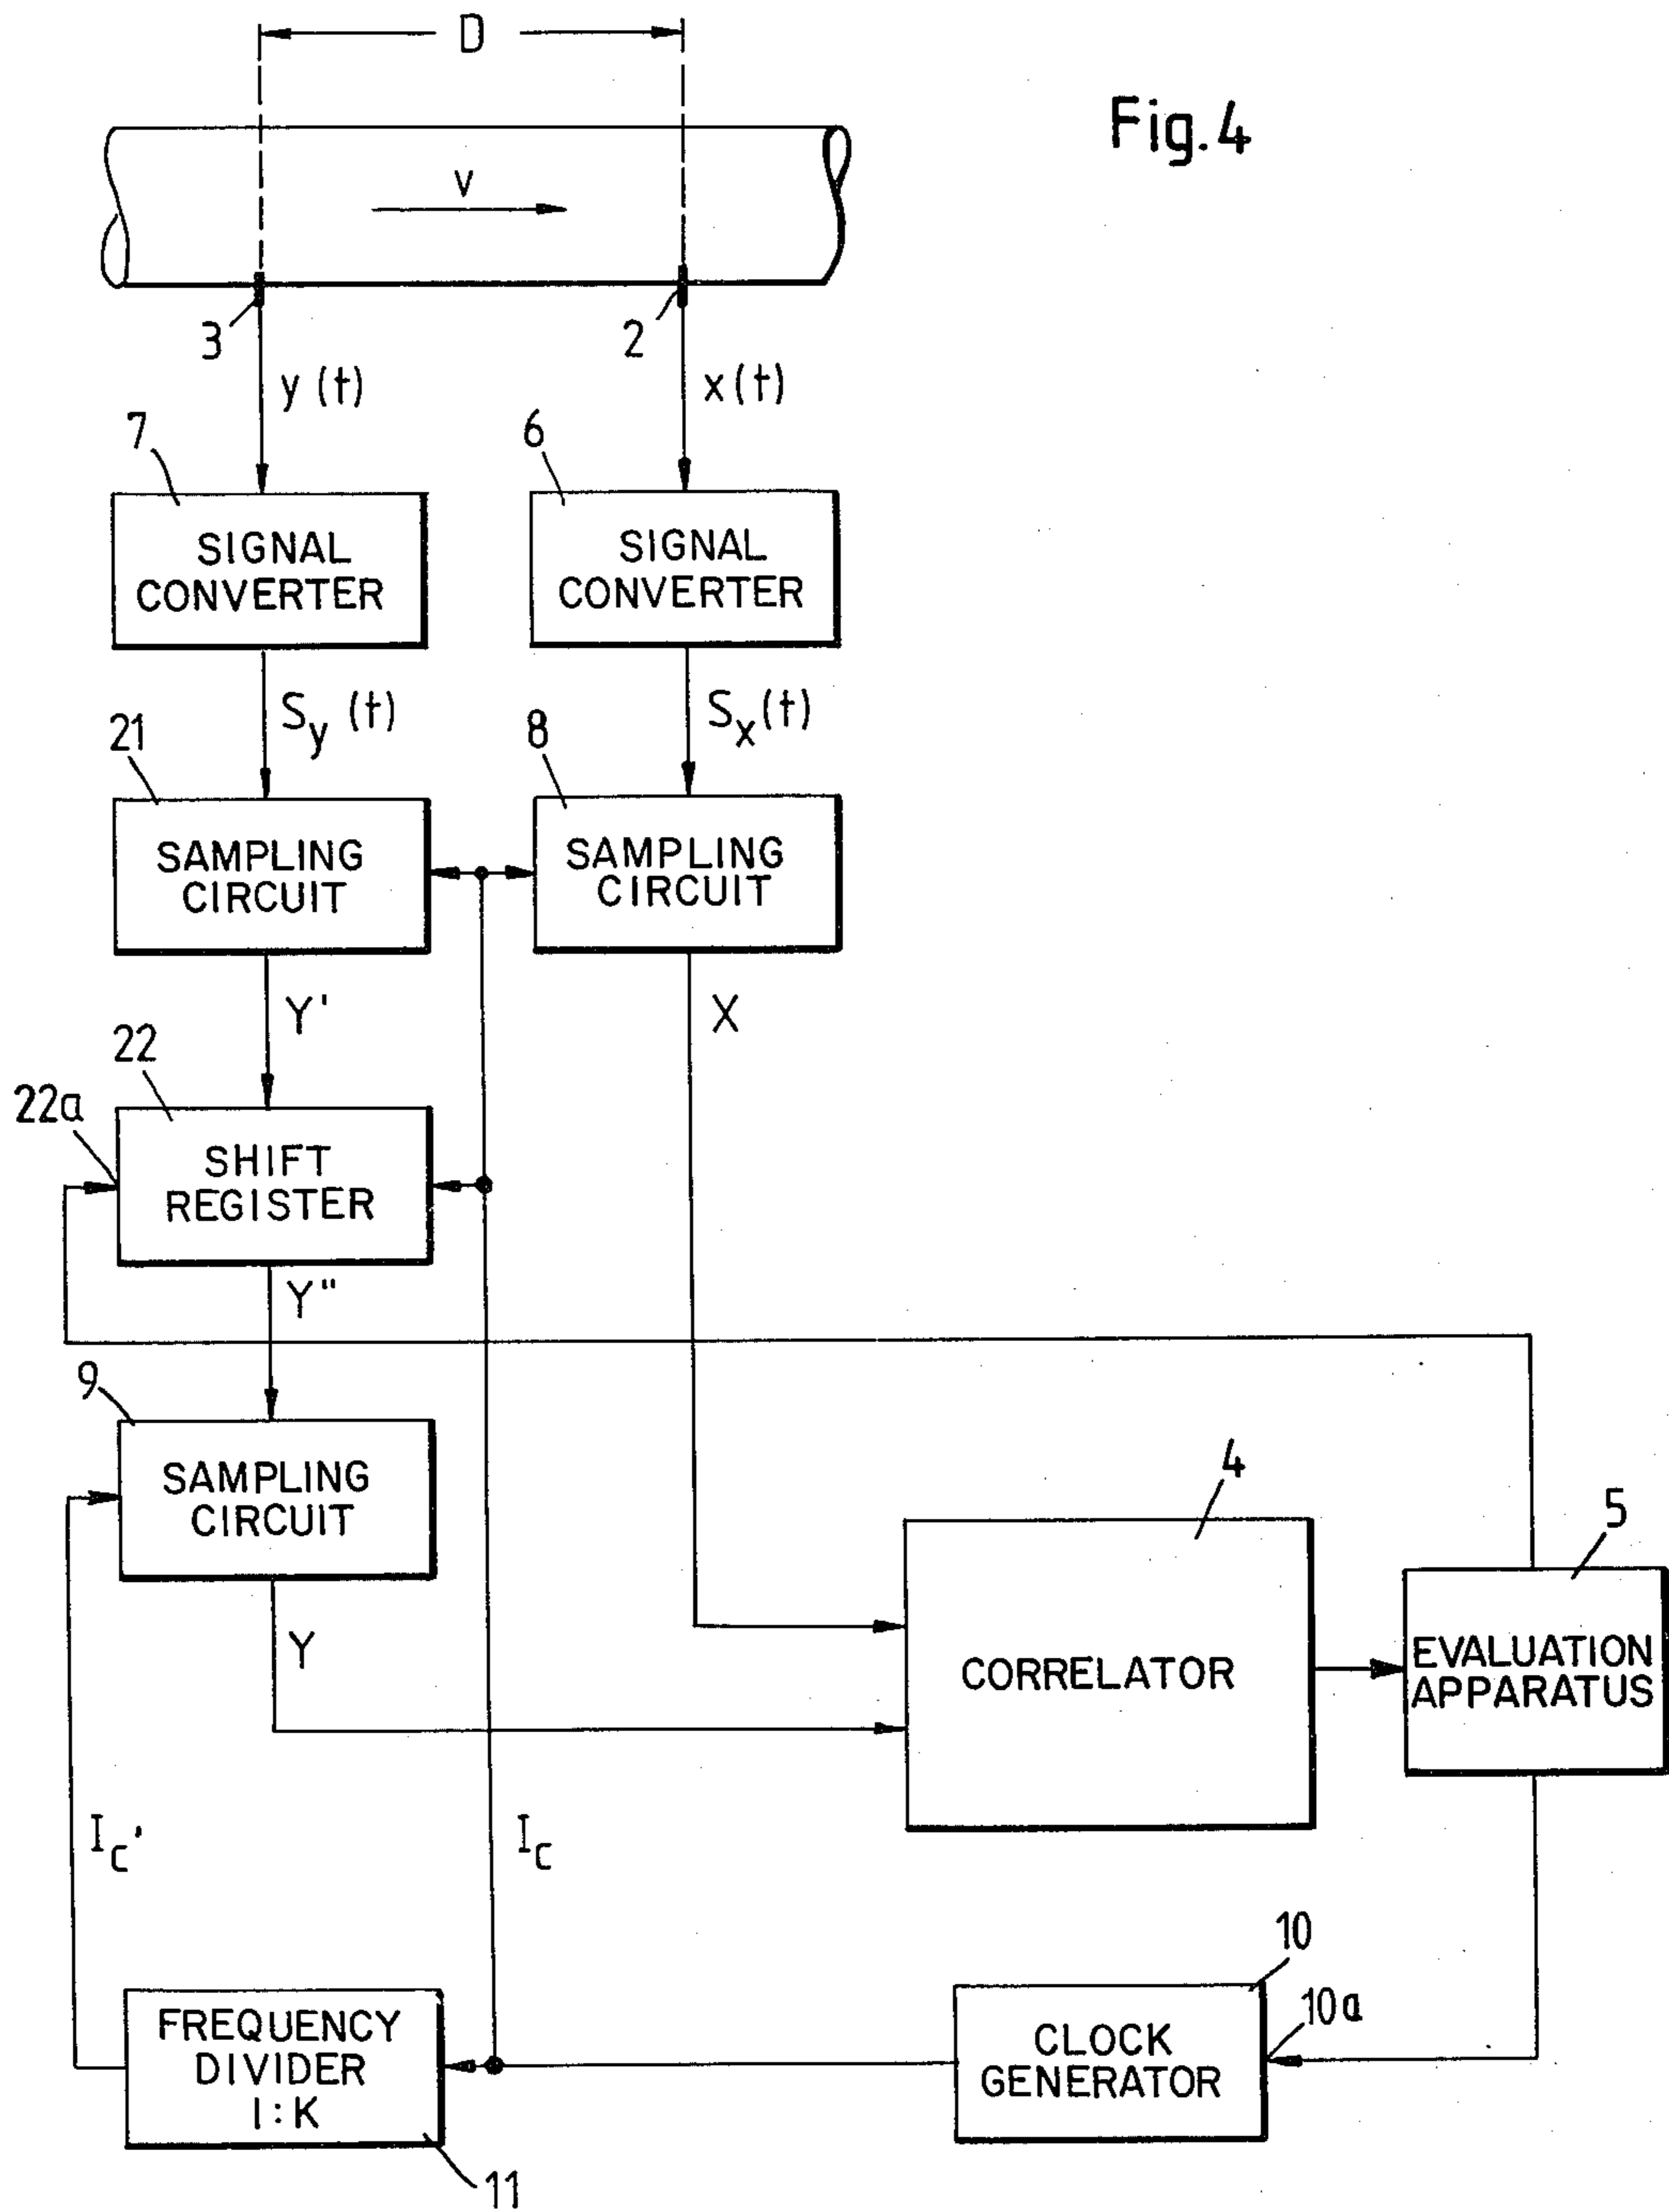 D
Fig.4
v
3
2
y (t)
x (t)
7
6
SIGNAL
CONVERTER
SIGNAL
CONVERTER
Sy (t)
Sx (t)
21
8
SAMPLING
CIRCUIT
SAMPLING
CIRCUIT
Y'
X
22
22a
SHIFT
REGISTER
Y"
9
SAMPLING
CIRCUIT
4
5
CORRELATOR
EVALUATION
APPARATUS
Y
Ic'
Ic
10
10a
FREQUENCY
DIVIDER
1 : K
CLOCK
GENERATOR
11